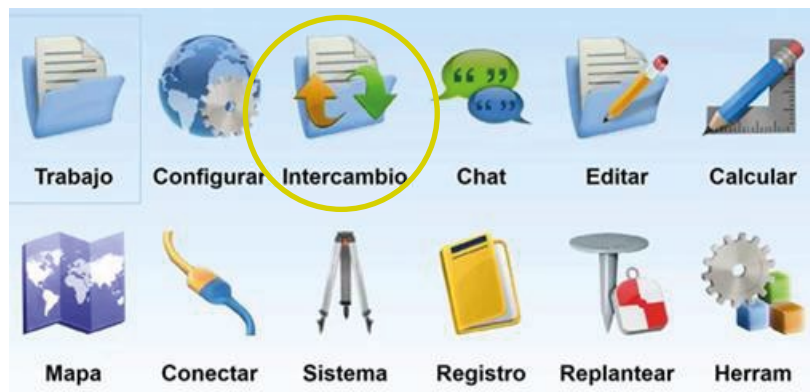 Trabajo Configurar Intercambio Chat Editar Calcular
Mapa Conectar Sistema Registro Replantear Herram